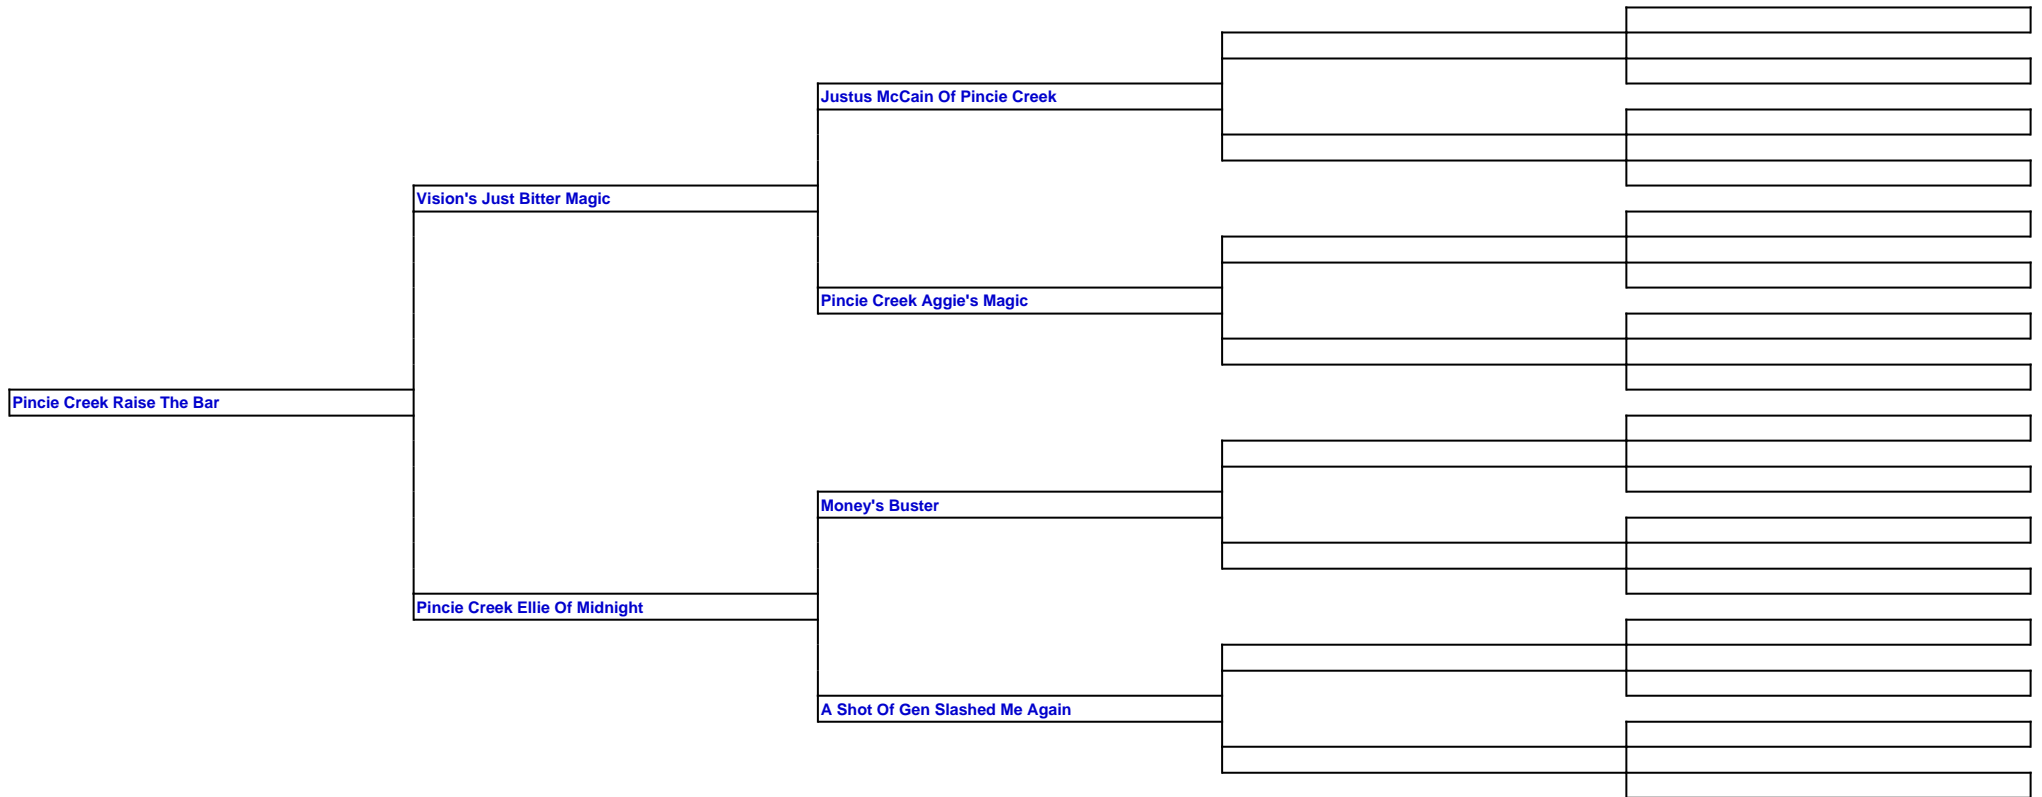 Justus McCain Of Pincie Creek
Vision's Just Bitter Magic
Pincie Creek Aggie's Magic
Pincie Creek Raise The Bar
Money's Buster
Pincie Creek Ellie Of Midnight
A Shot Of Gen Slashed Me Again